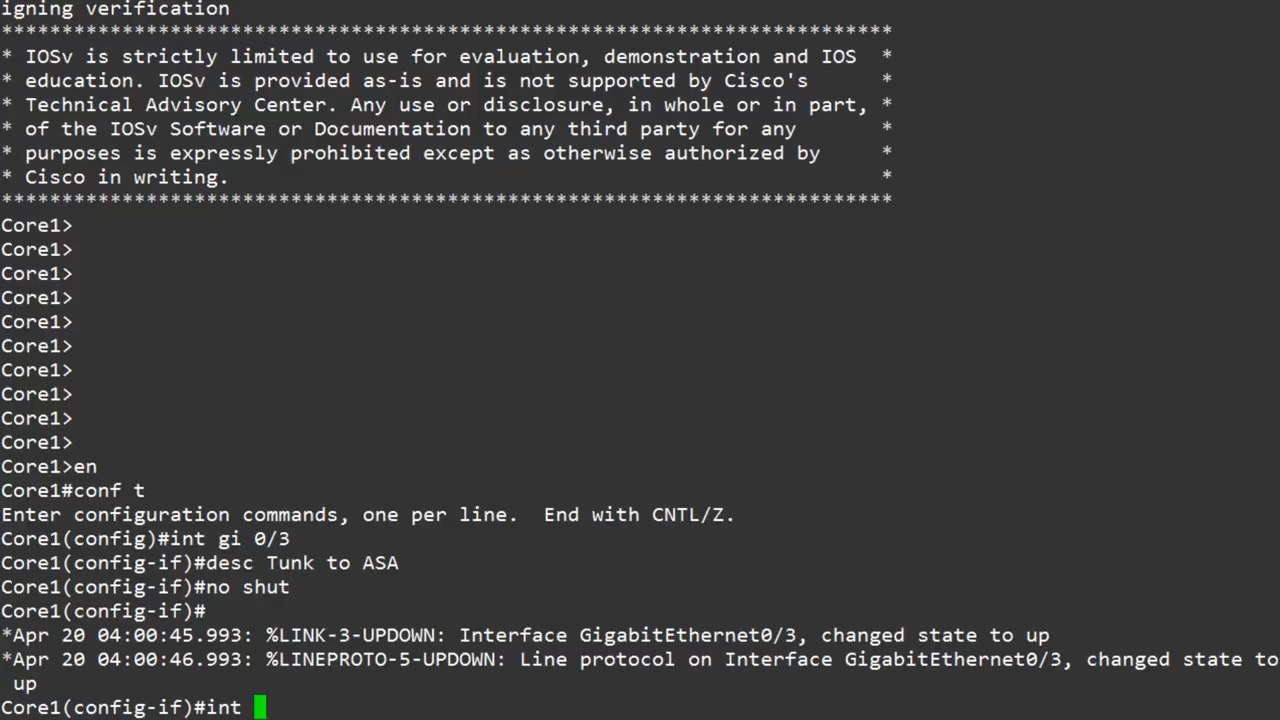 igning verification
**************************************************************************
* IOSv is strictly limited to use for evaluation, demonstration and IOS  *
* education. IOSv is provided as-is and is not supported by Cisco's      *
* Technical Advisory Center. Any use or disclosure, in whole or in part, *
* of the IOSv Software or Documentation to any third party for any       *
* purposes is expressly prohibited except as otherwise authorized by     *
* Cisco in writing.                                                      *
**************************************************************************
Core1>
Core1>
Core1>
Core1>
Core1>
Core1>
Core1>
Core1>
Core1>
Core1>
Core1>en
Core1#conf t
Enter configuration commands, one per line.  End with CNTL/Z.
Core1(config)#int gi 0/3
Core1(config-if)#desc Tunk to ASA
Core1(config-if)#no shut
Core1(config-if)#
*Apr 20 04:00:45.993: %LINK-3-UPDOWN: Interface GigabitEthernet0/3, changed state to up
*Apr 20 04:00:46.993: %LINEPROTO-5-UPDOWN: Line protocol on Interface GigabitEthernet0/3, changed state to
 up
Core1(config-if)#int